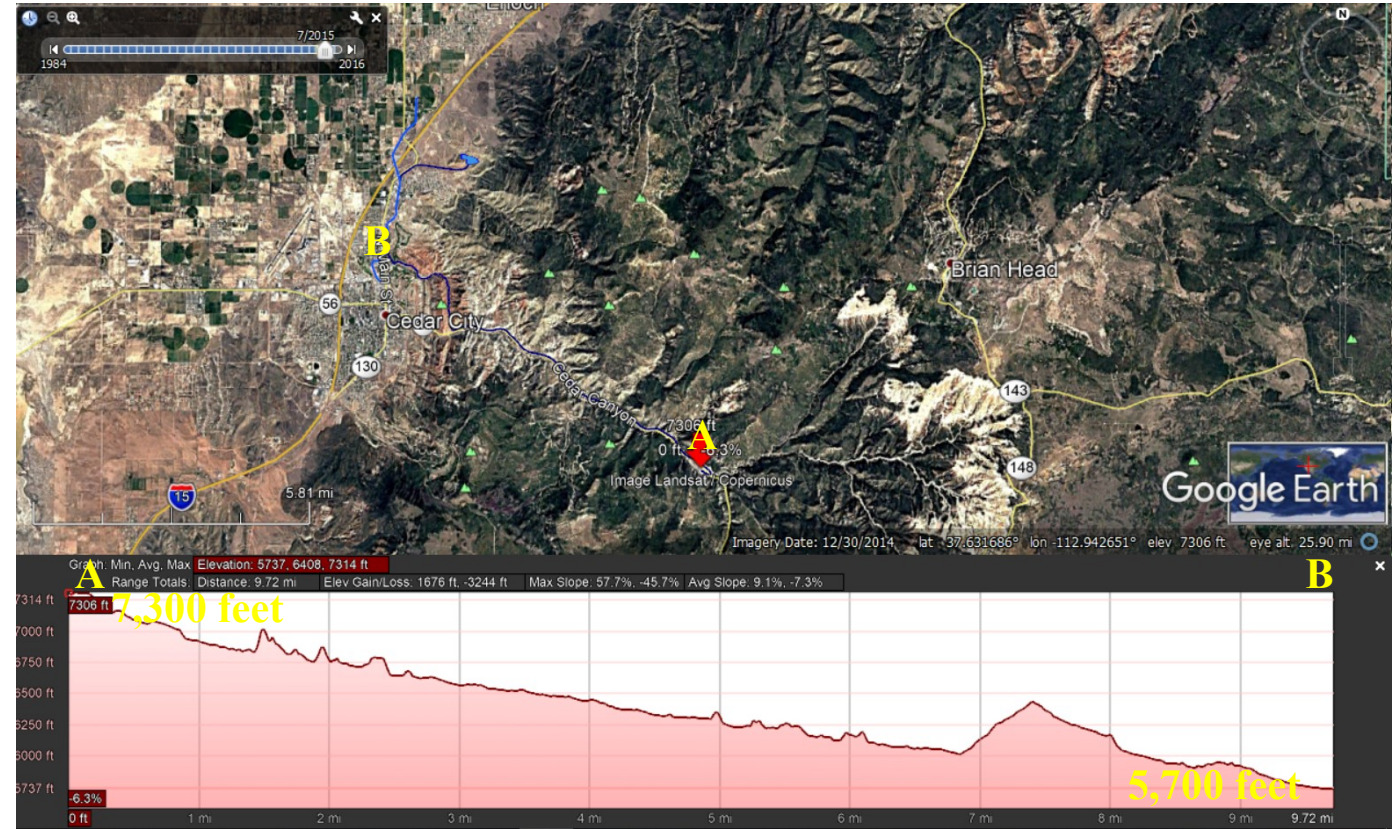 Enoch
7/2015
1984
2016
N
B
Main St
56
Cedar City
130
Cedar Canyon
Brian Head
143
148
7306 ft
A
0 ft
-6.3%
Image Landsat / Copernicus
15
5.81 mi
Google Earth
Imagery Date: 12/30/2014 lat 37.631686° lon -112.942651° elev 7306 ft eye alt 25.90 mi
Graph: Min, Avg, Max Elevation: 5737, 6408, 7314 ft
A
B
Range Totals: Distance: 9.72 mi Elev Gain/Loss: 1676 ft, -3244 ft Max Slope: 57.7%, -45.7% Avg Slope: 9.1%, -7.3%
7314 ft
7306 ft
7,300 feet
7000 ft
6750 ft
6500 ft
6250 ft
6000 ft
5737 ft
5,700 feet
-6.3%
0 ft 1 mi 2 mi 3 mi 4 mi 5 mi 6 mi 7 mi 8 mi 9 mi 9.72 mi